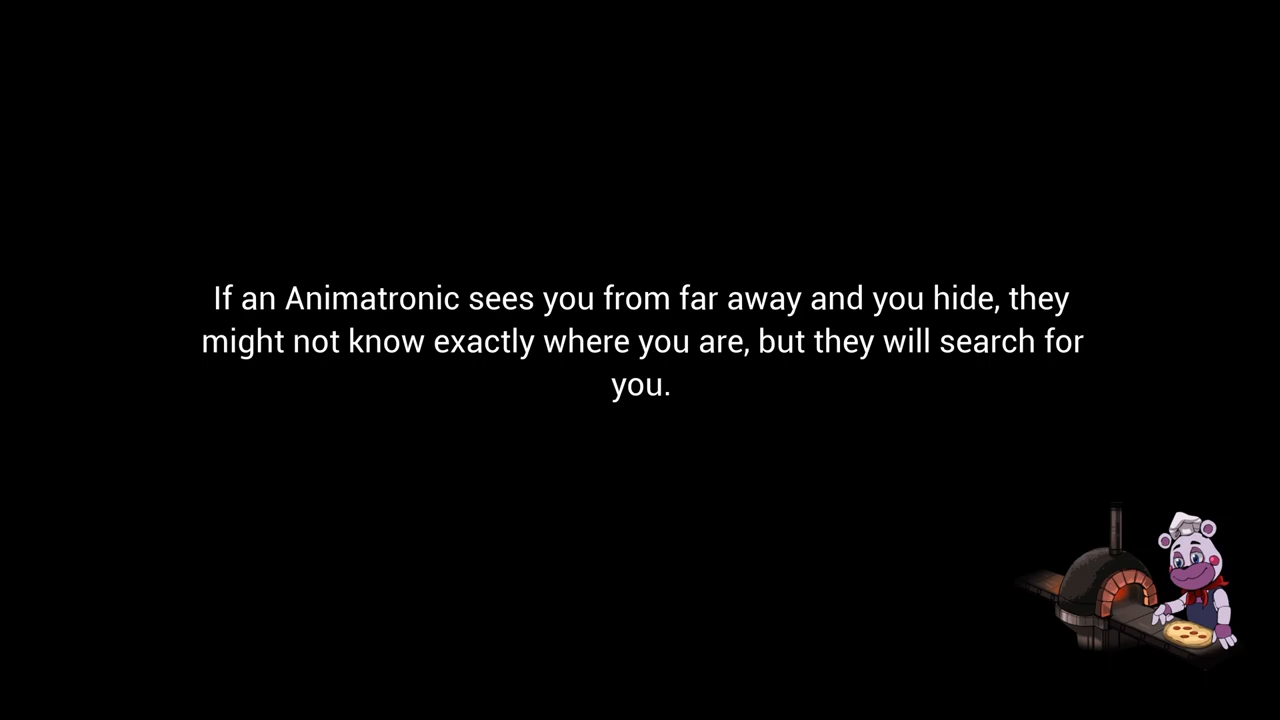 If an Animatronic sees you from far away and you hide, they
might not know exactly where you are, but they will search for
you.